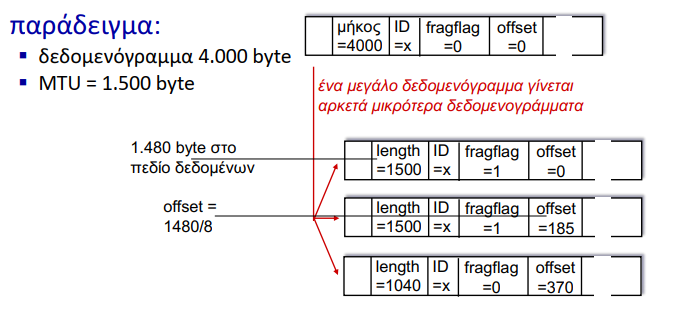 παράδειγμα:
▪ δεδομενόγραμμα 4.000 byte
▪ MTU = 1.500 byte
μήκος =4000 ID =x fragflag =0 offset =0
ένα μεγάλο δεδομενόγραμμα γίνεται
αρκετά μικρότερα δεδομενογράμματα
1.480 byte στο
πεδίο δεδομένων
length =1500 ID =x fragflag =1 offset =0
offset =
1480/8
length =1500 ID =x fragflag =1 offset =185
length =1040 ID =x fragflag =0 offset =370